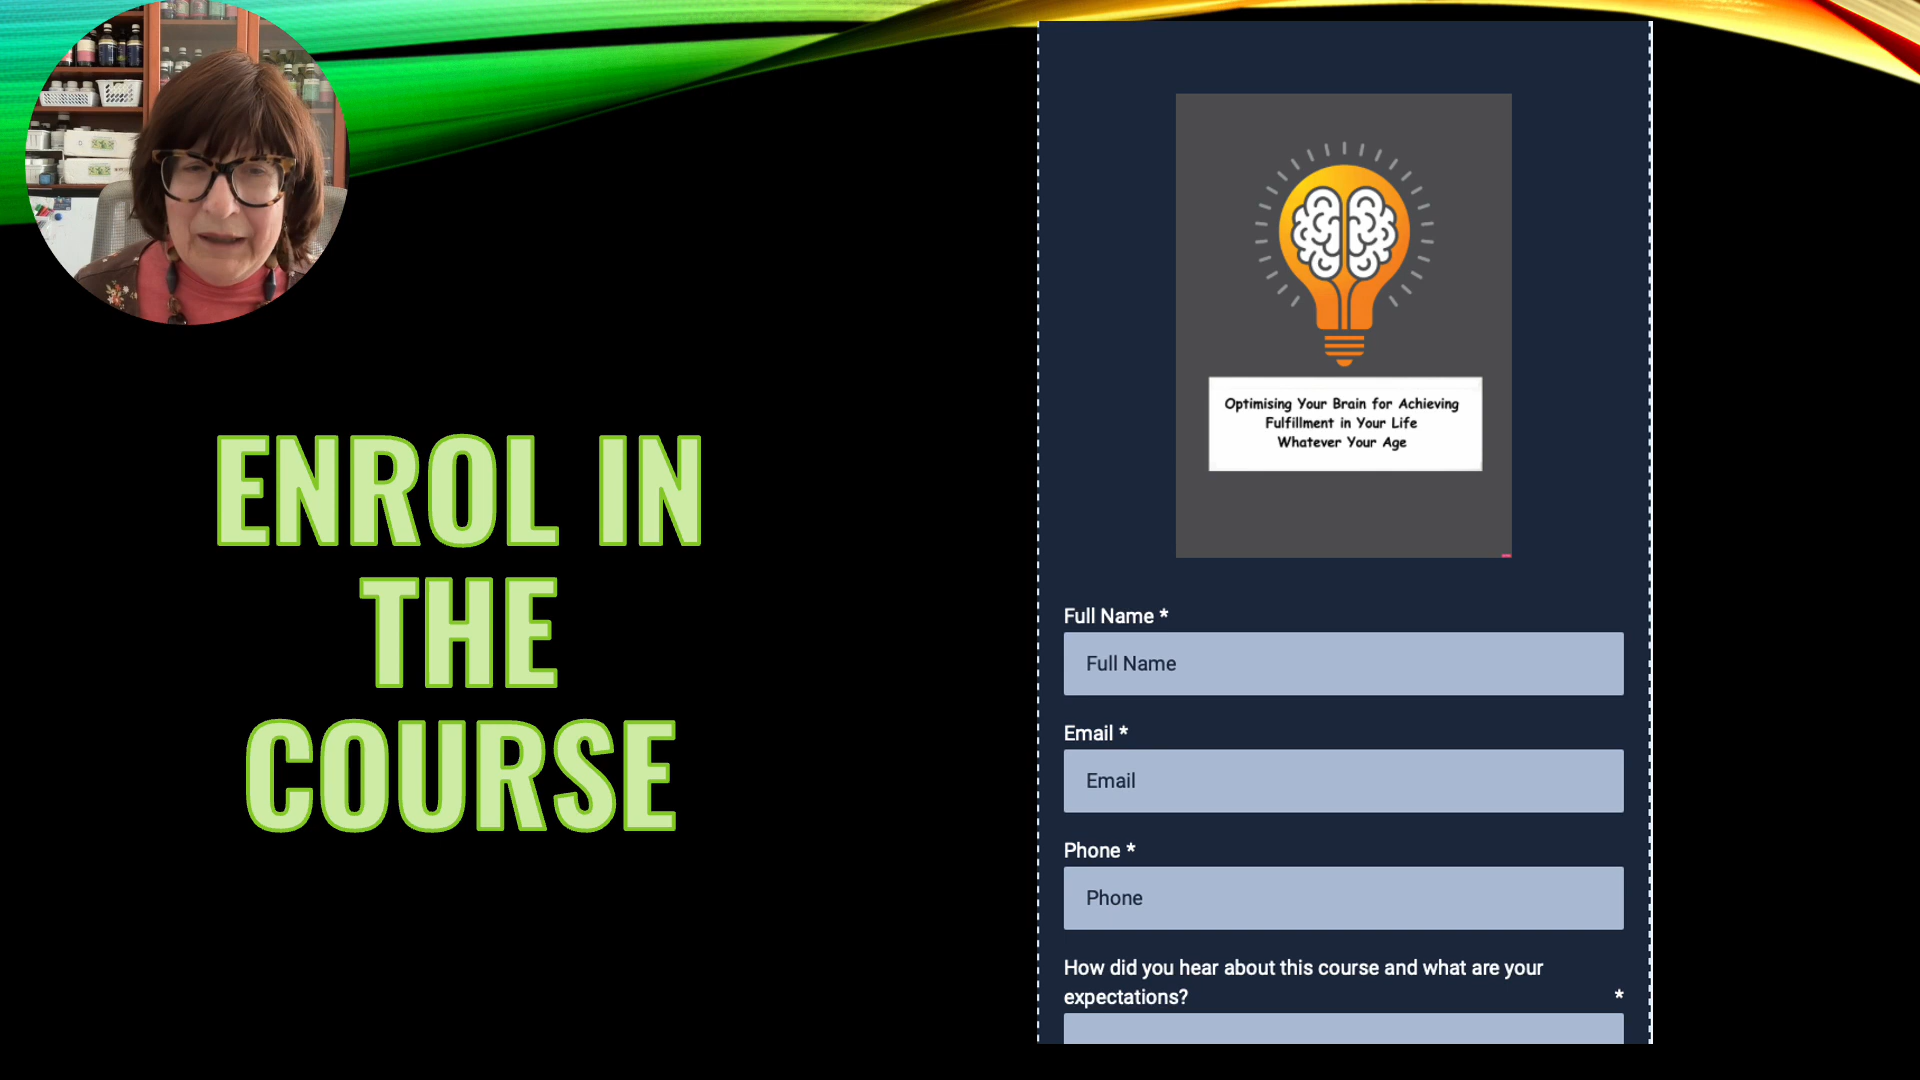 ENROL IN
THE
COURSE
Optimising Your Brain for Achieving
Fulfillment in Your Life
Whatever Your Age
Full Name *
Full Name
Email *
Email
Phone *
Phone
How did you hear about this course and what are your
expectations? *